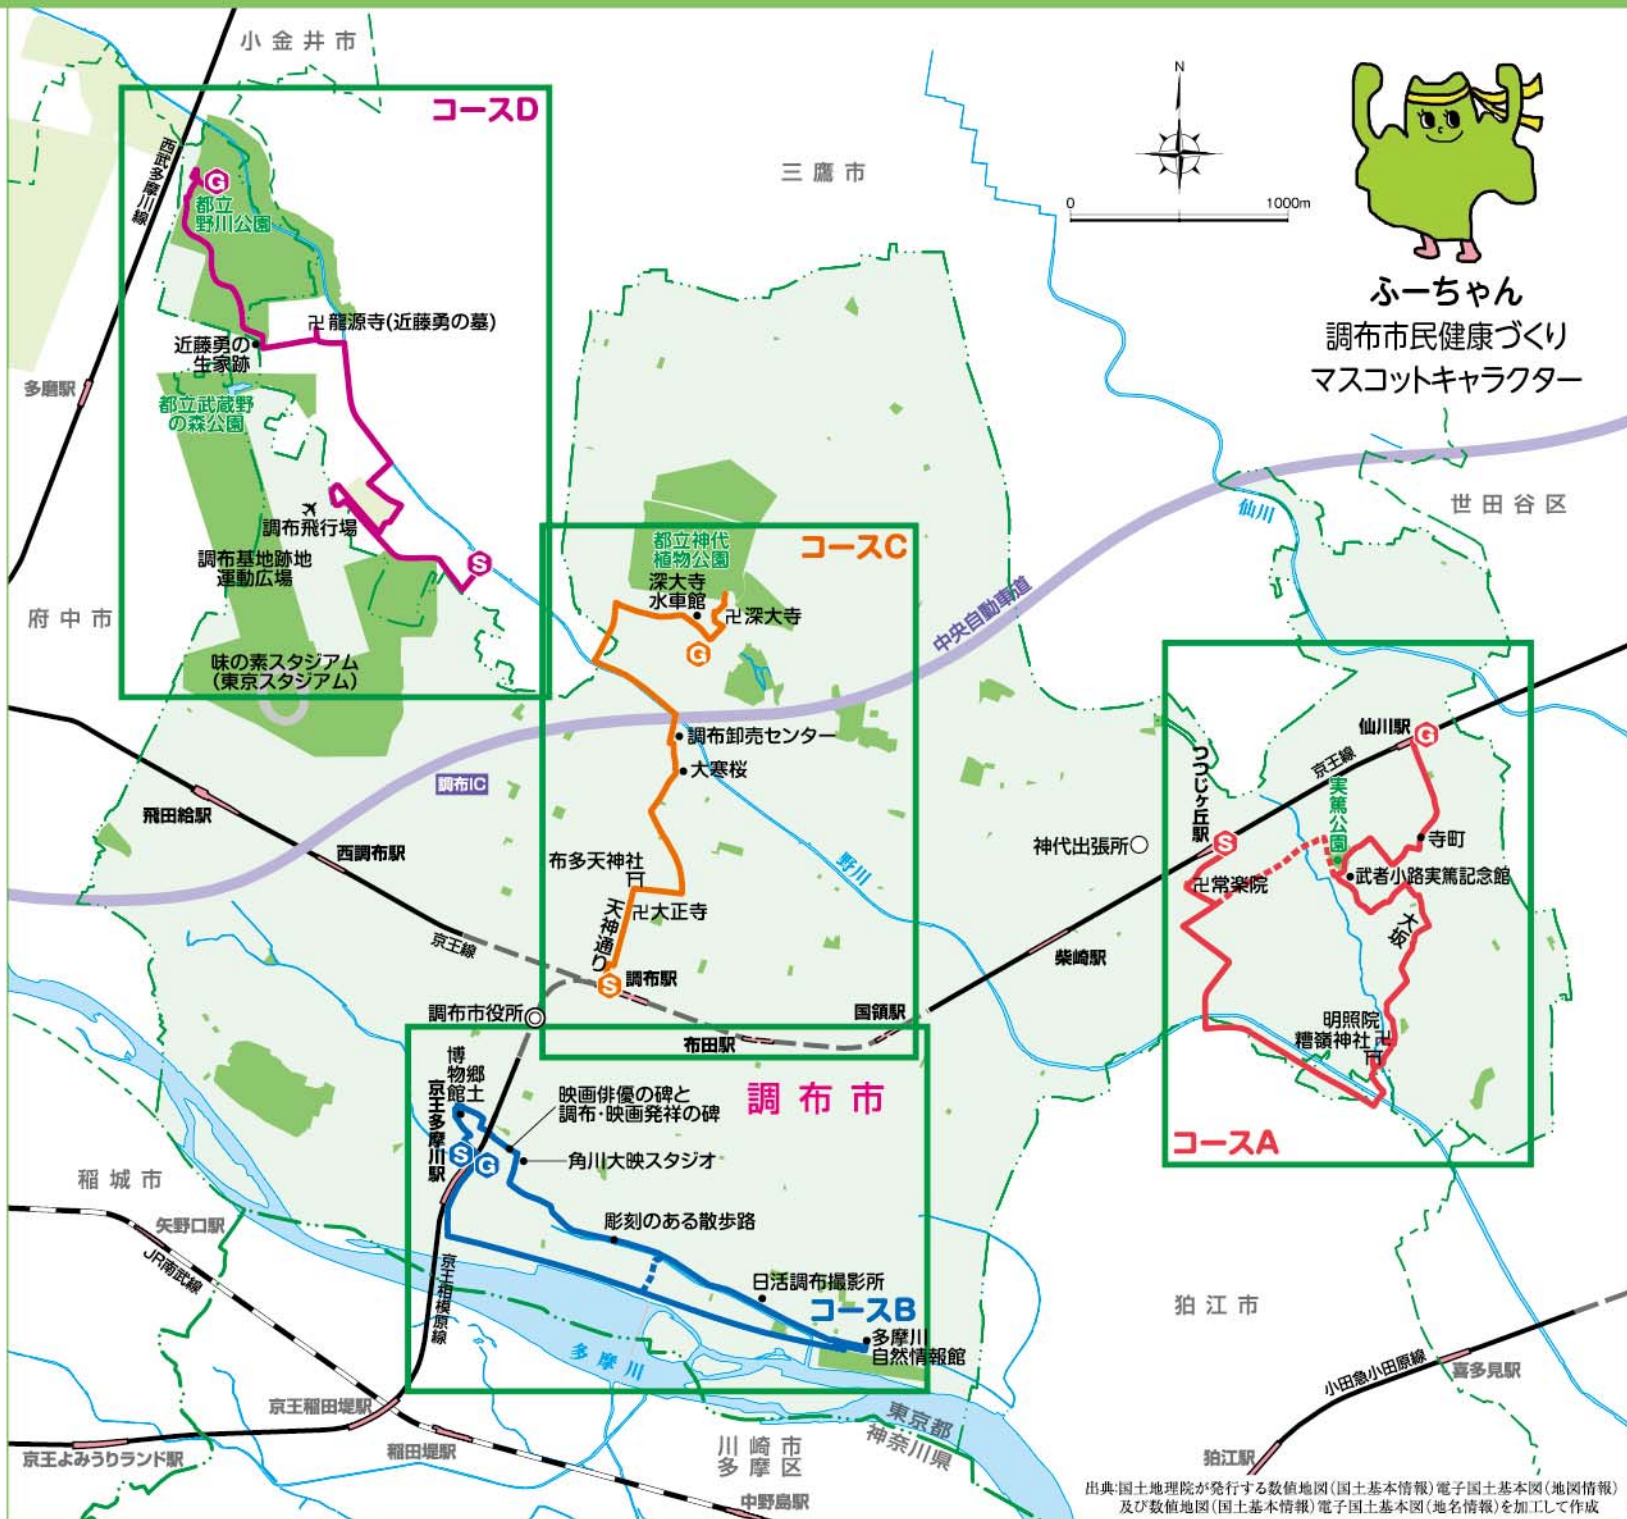 小金井市
コースD
N
三鷹市
0
1000m
西武多摩川線
G
都立
野川公園
ふーちゃん
調布市民健康づくり
マスコットキャラクター
卍龍源寺(近藤勇の墓)
近藤勇の
生家跡
多磨駅
都立武蔵野
の森公園
世田谷区
仙川
調布飛行場
調布基地跡地
運動広場
S
府中市
味の素スタジアム
(東京スタジアム)
コースC
都立神代
植物公園
深大寺
水車館
卍深大寺
G
中央自動車道
調布卸売センター
大寒桜
調布IC
飛田給駅
西調布駅
野川
布多天神社
卍大正寺
天神通り
京王線
S
調布駅
国領駅
布田駅
柴崎駅
神代出張所
仙川駅
G
京王線
つつじヶ丘駅
実篤公園
S
寺町
卍常楽院
武者小路実篤記念館
大坂
明照院
卍
糟嶺神社
コースA
調布市役所
調布市
郷土
博物館
京王多摩川駅
映画俳優の碑と
調布・映画発祥の碑
S
G
角川大映スタジオ
彫刻のある散歩路
日活調布撮影所
コースB
多摩川
自然情報館
稲城市
矢野口駅
JR南武線
京王相模原線
多摩川
狛江市
小田急小田原線
喜多見駅
京王稲田堤駅
京王よみうりランド駅
稲田堤駅
川崎市
多摩区
中野島駅
東京都
神奈川県
狛江駅
出典:国土地理院が発行する数値地図(国土基本情報)電子国土基本図(地図情報)
及び数値地図(国土基本情報)電子国土基本図(地名情報)を加工して作成